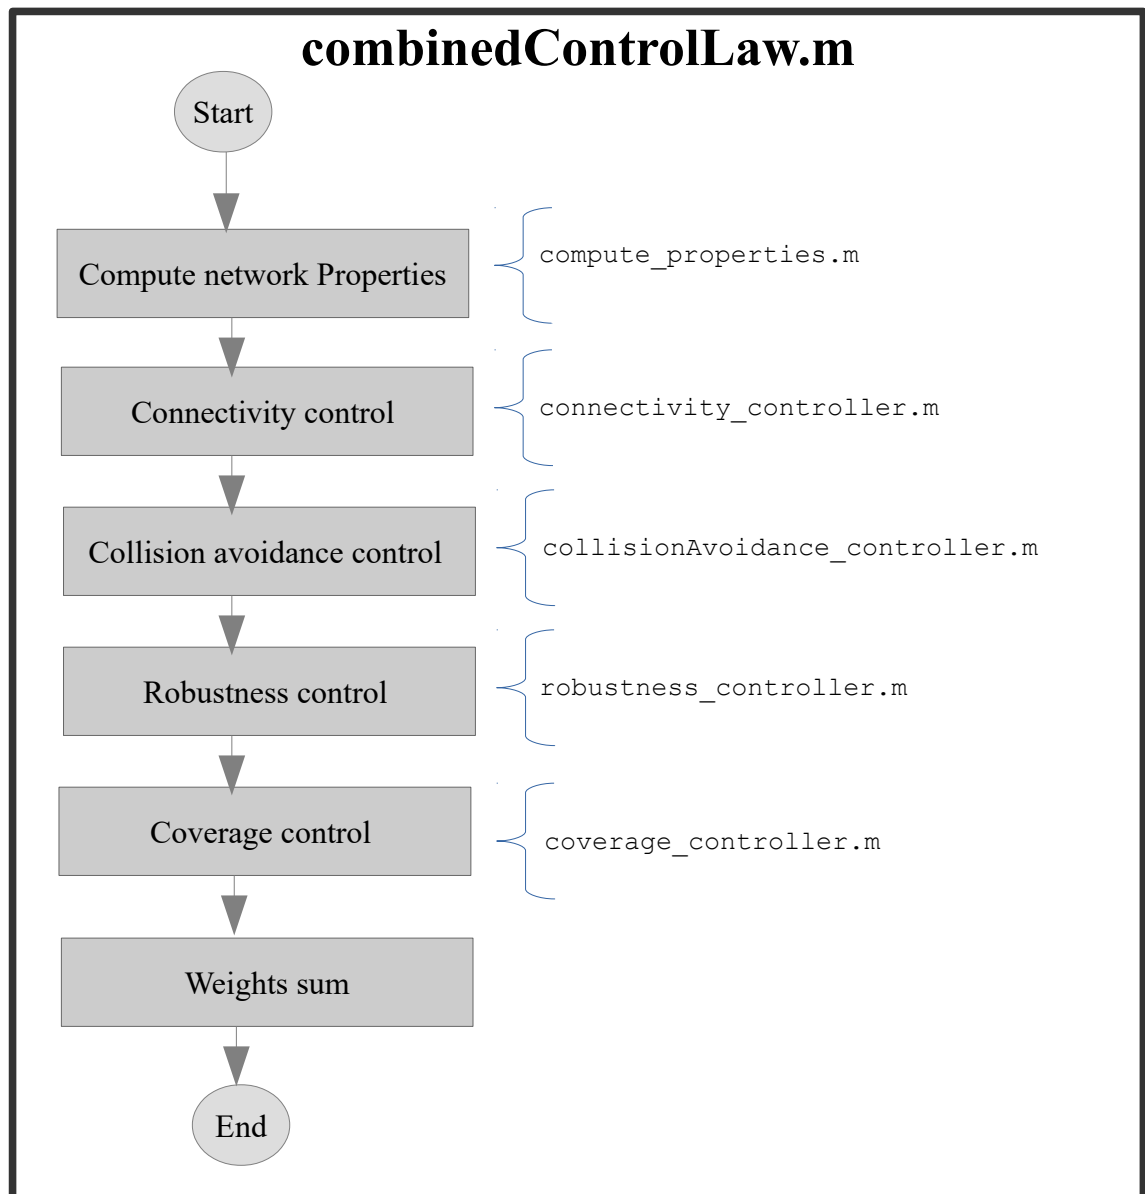 combinedControlLaw.m
Start
Compute network Properties
compute_properties.m
Connectivity control
connectivity_controller.m
Collision avoidance control
collisionAvoidance_controller.m
Robustness control
robustness_controller.m
Coverage control
coverage_controller.m
Weights sum
End